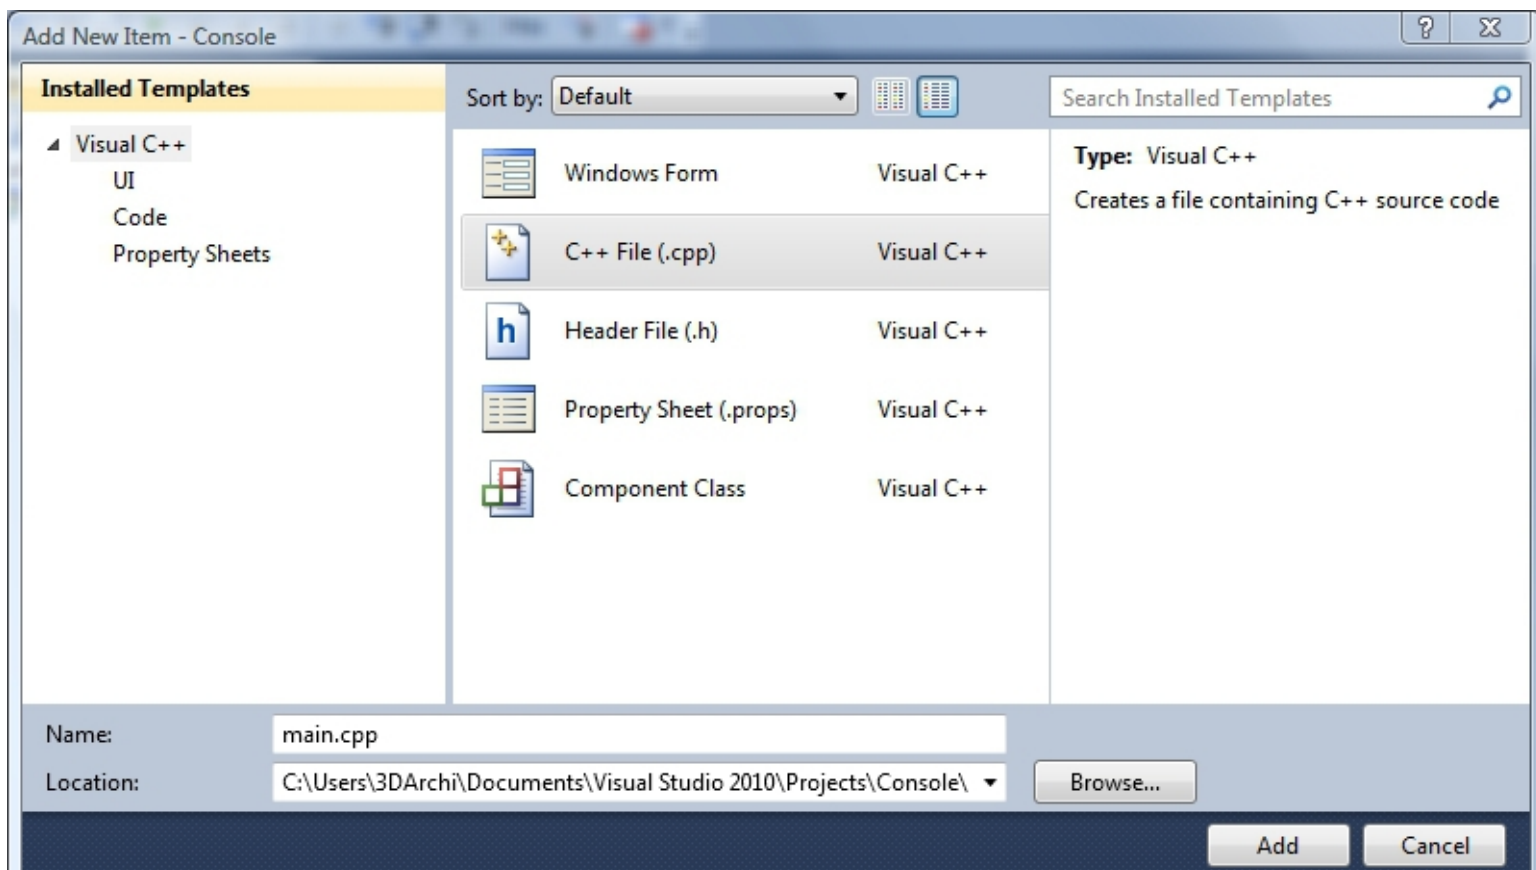 Add New Item - Console
Installed Templates
Visual C++
UI
Code
Property Sheets
Sort by: Default
Search Installed Templates
Windows Form Visual C++
C++ File (.cpp) Visual C++
h Header File (.h) Visual C++
Property Sheet (.props) Visual C++
Component Class Visual C++
Type: Visual C++
Creates a file containing C++ source code
Name: main.cpp
Location: C:\Users\3DArchi\Documents\Visual Studio 2010\Projects\Console\
Browse...
Add Cancel